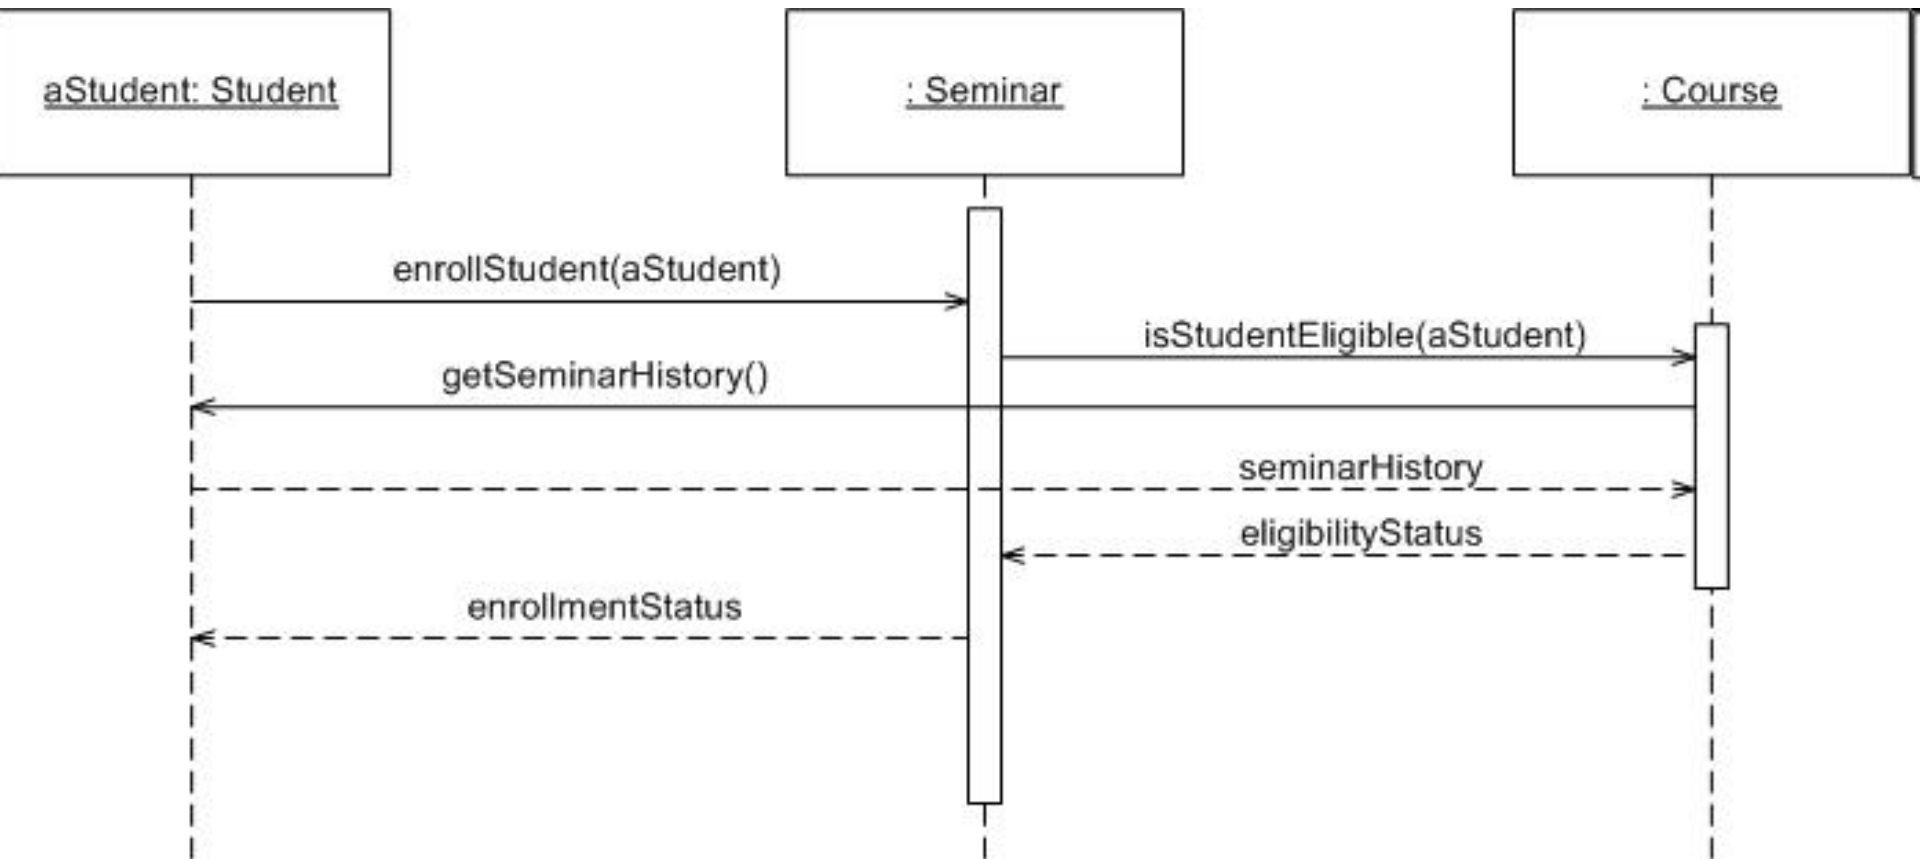 aStudent: Student
: Seminar
: Course
enrollStudent(aStudent)
isStudentEligible(aStudent)
getSeminarHistory()
seminarHistory
eligibilityStatus
enrollmentStatus